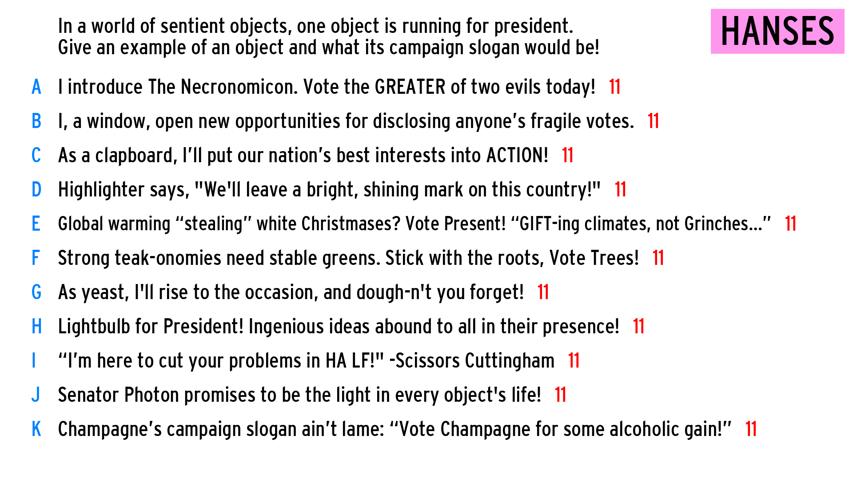 In a world of sentient objects, one object is running for president.
Give an example of an object and what its campaign slogan would be!
HANSES
A I introduce The Necronomicon. Vote the GREATER of two evils today! 11
B I, a window, open new opportunities for disclosing anyone’s fragile votes. 11
C As a clapboard, I’ll put our nation’s best interests into ACTION! 11
D Highlighter says, "We'll leave a bright, shining mark on this country!" 11
E Global warming “stealing” white Christmases? Vote Present! “GIFT-ing climates, not Grinches...” 11
F Strong teak-onomies need stable greens. Stick with the roots, Vote Trees! 11
G As yeast, I'll rise to the occasion, and dough-n't you forget! 11
H Lightbulb for President! Ingenious ideas abound to all in their presence! 11
I “I’m here to cut your problems in HA LF!" -Scissors Cuttingham 11
J Senator Photon promises to be the light in every object's life! 11
K Champagne’s campaign slogan ain’t lame: “Vote Champagne for some alcoholic gain!” 11